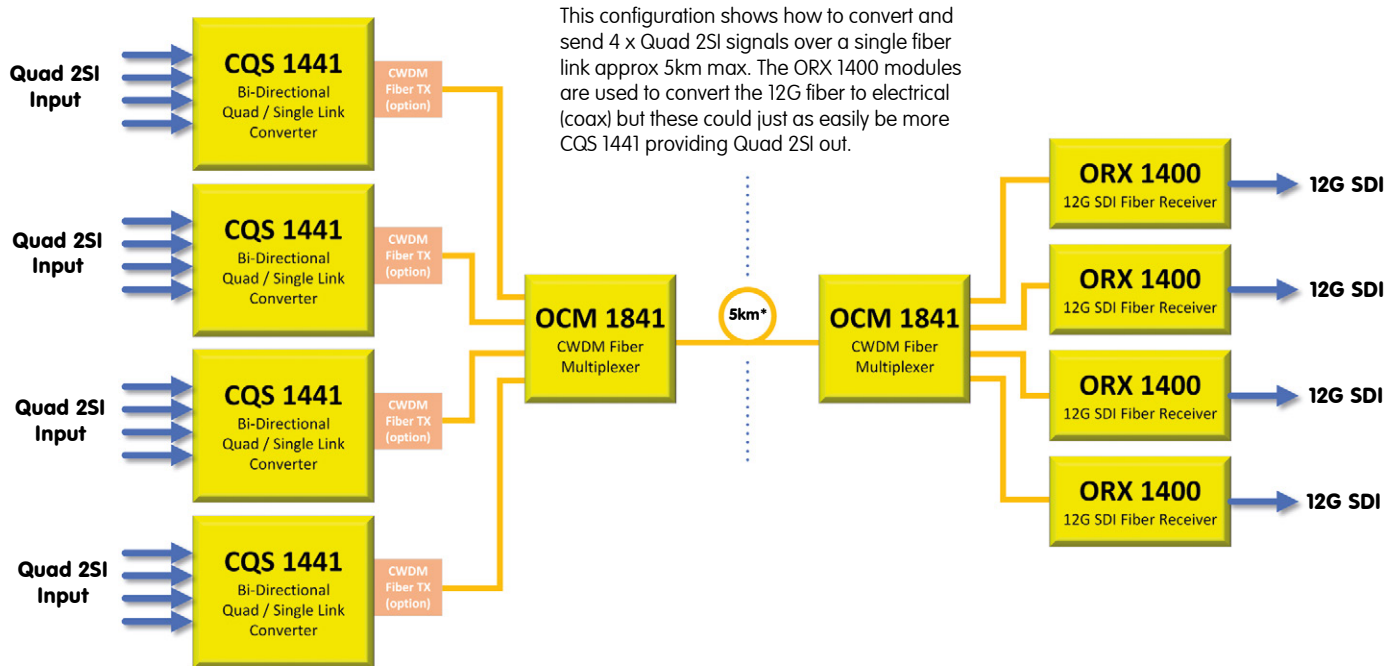 This configuration shows how to convert and
send 4 x Quad 2SI signals over a single fiber
link approx 5km max. The ORX 1400 modules
are used to convert the 12G fiber to electrical
(coax) but these could just as easily be more
CQS 1441 providing Quad 2SI out.
Quad 2SI
Input
CQS 1441
Bi-Directional
Quad / Single Link
Converter
CWDM
Fiber TX
(option)
Quad 2SI
Input
CQS 1441
Bi-Directional
Quad / Single Link
Converter
CWDM
Fiber TX
(option)
Quad 2SI
Input
CQS 1441
Bi-Directional
Quad / Single Link
Converter
CWDM
Fiber TX
(option)
Quad 2SI
Input
CQS 1441
Bi-Directional
Quad / Single Link
Converter
CWDM
Fiber TX
(option)
OCM 1841
CWDM Fiber
Multiplexer
5km*
OCM 1841
CWDM Fiber
Multiplexer
ORX 1400
12G SDI Fiber Receiver
12G SDI
ORX 1400
12G SDI Fiber Receiver
12G SDI
ORX 1400
12G SDI Fiber Receiver
12G SDI
ORX 1400
12G SDI Fiber Receiver
12G SDI